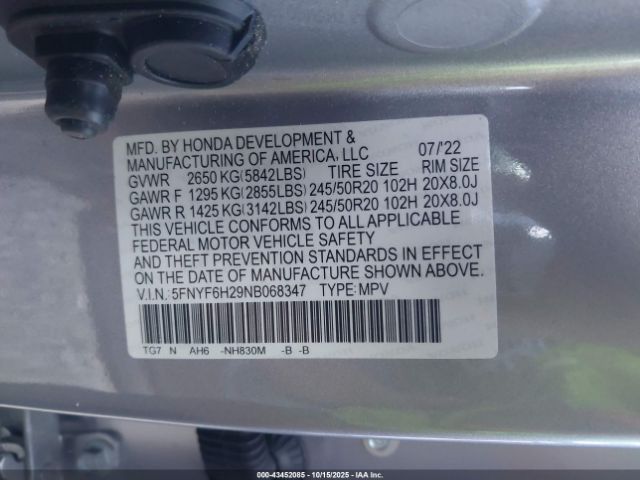 MFD. BY HONDA DEVELOPMENT &
MANUFACTURING OF AMERICA, LLC 07/'22
GVWR 2650 KG(5842LBS) TIRE SIZE RIM SIZE
GAWR F 1295 KG(2855LBS) 245/50R20 102H 20X8.0J
GAWR R 1425 KG(3142LBS) 245/50R20 102H 20X8.0J
THIS VEHICLE CONFORMS TO ALL APPLICABLE
FEDERAL MOTOR VEHICLE SAFETY
AND THEFT PREVENTION STANDARDS IN EFFECT
ON THE DATE OF MANUFACTURE SHOWN ABOVE.
V.I.N.: 5FNYF6H29NB068347 TYPE: MPV
TG7 N AH6 -NH830M -B -B
000-43452085 - 10/15/2025 - IAA Inc.